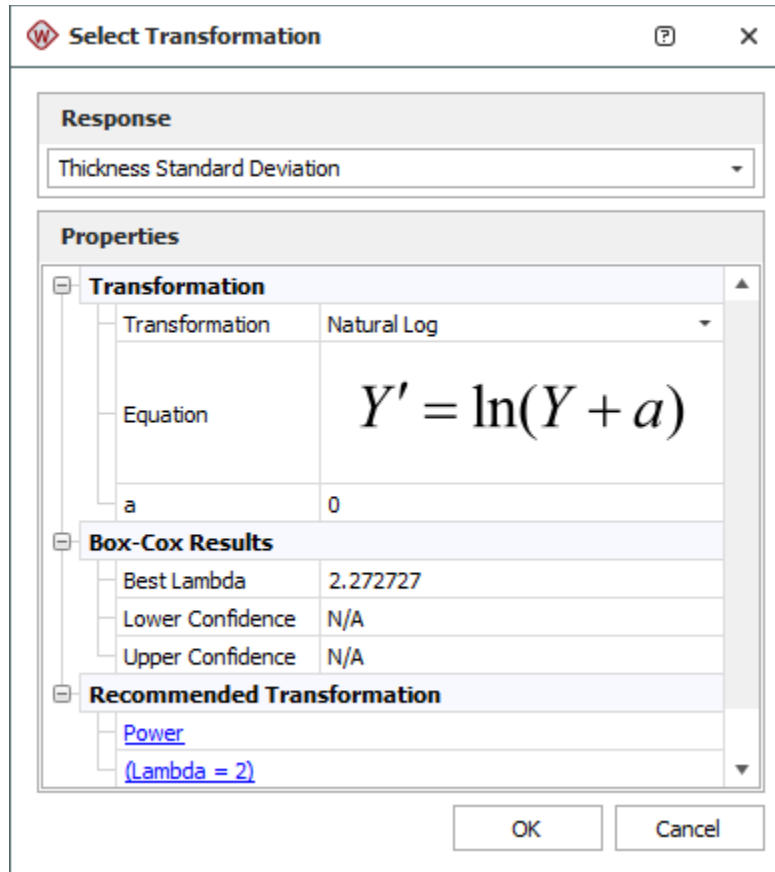 Select Transformation
Response
Thickness Standard Deviation
Properties
Transformation
Transformation Natural Log
Equation Y′ = ln(Y + a)
a 0
Box-Cox Results
Best Lambda 2.272727
Lower Confidence N/A
Upper Confidence N/A
Recommended Transformation
Power
(Lambda = 2)
OK Cancel